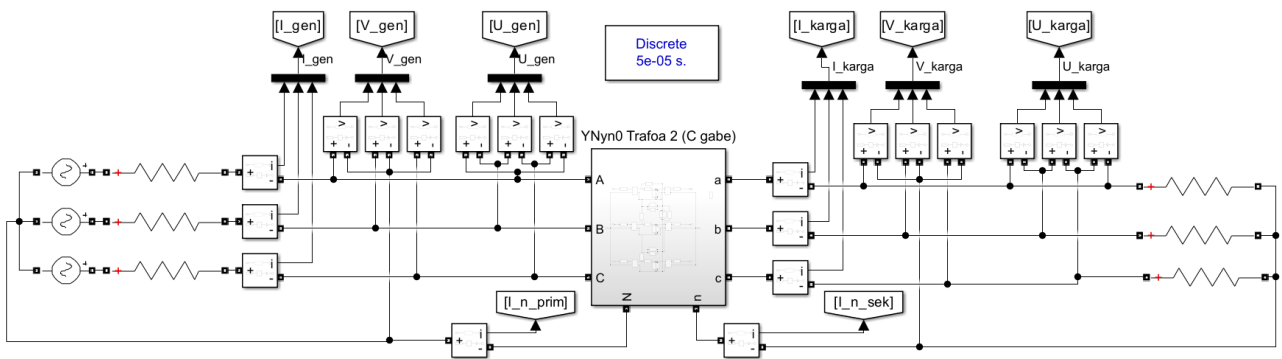 [I_gen]
[V_gen]
[U_gen]
Discrete
5e-05 s.
[I_karga]
[V_karga]
[U_karga]
I_gen
V_gen
U_gen
I_karga
V_karga
U_karga
v v v v v v v v v v v v
+ - + - + - + - + - + - + - + - + - + - + - + -
YNyn0 Trafoa 2 (C gabe)
+ + + i - A a + i - +
+ + + i - B b + i - +
+ + + i - C c + i - +
N n
[I_n_prim]
[I_n_sek]
+ i - + i -